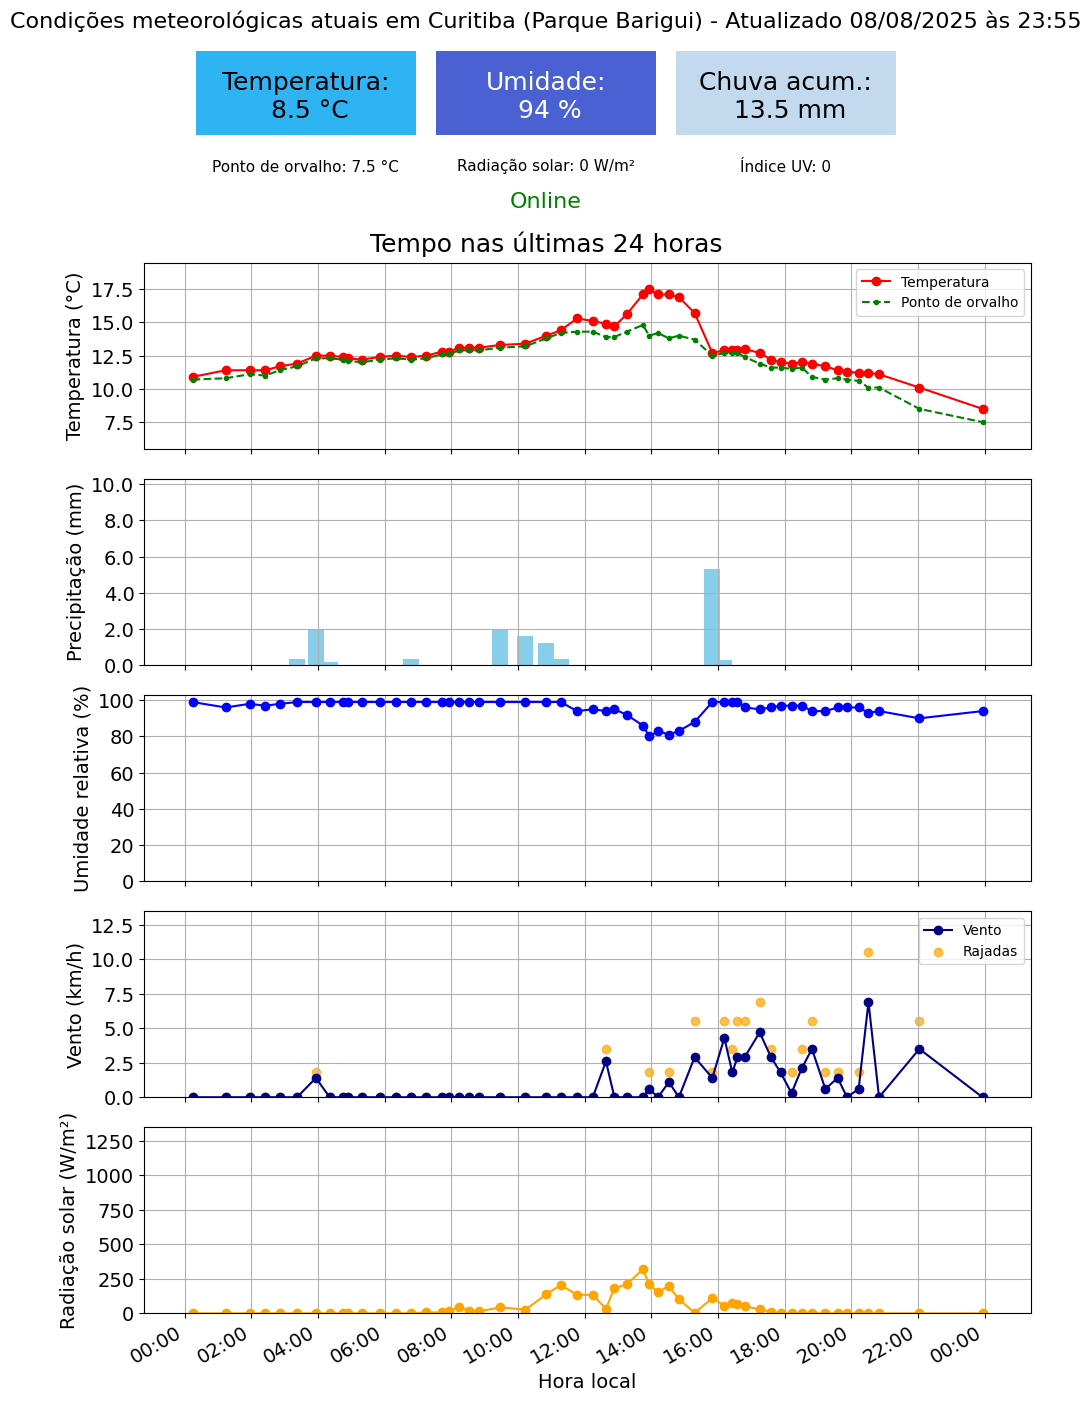 Condições meteorológicas atuais em Curitiba (Parque Barigui) - Atualizado 08/08/2025 às 23:55
Temperatura:
8.5 °C
Umidade:
94 %
Chuva acum.:
13.5 mm
Ponto de orvalho: 7.5 °C
Radiação solar: 0 W/m²
Índice UV: 0
Online
Tempo nas últimas 24 horas
Temperatura (°C)
17.5
15.0
12.5
10.0
7.5
Temperatura
Ponto de orvalho
Precipitação (mm)
10.0
8.0
6.0
4.0
2.0
0.0
Umidade relativa (%)
100
80
60
40
20
0
Vento (km/h)
12.5
10.0
7.5
5.0
2.5
0.0
Vento
Rajadas
Radiação solar (W/m²)
1250
1000
750
500
250
0
00:00
02:00
04:00
06:00
08:00
10:00
12:00
14:00
16:00
18:00
20:00
22:00
00:00
Hora local